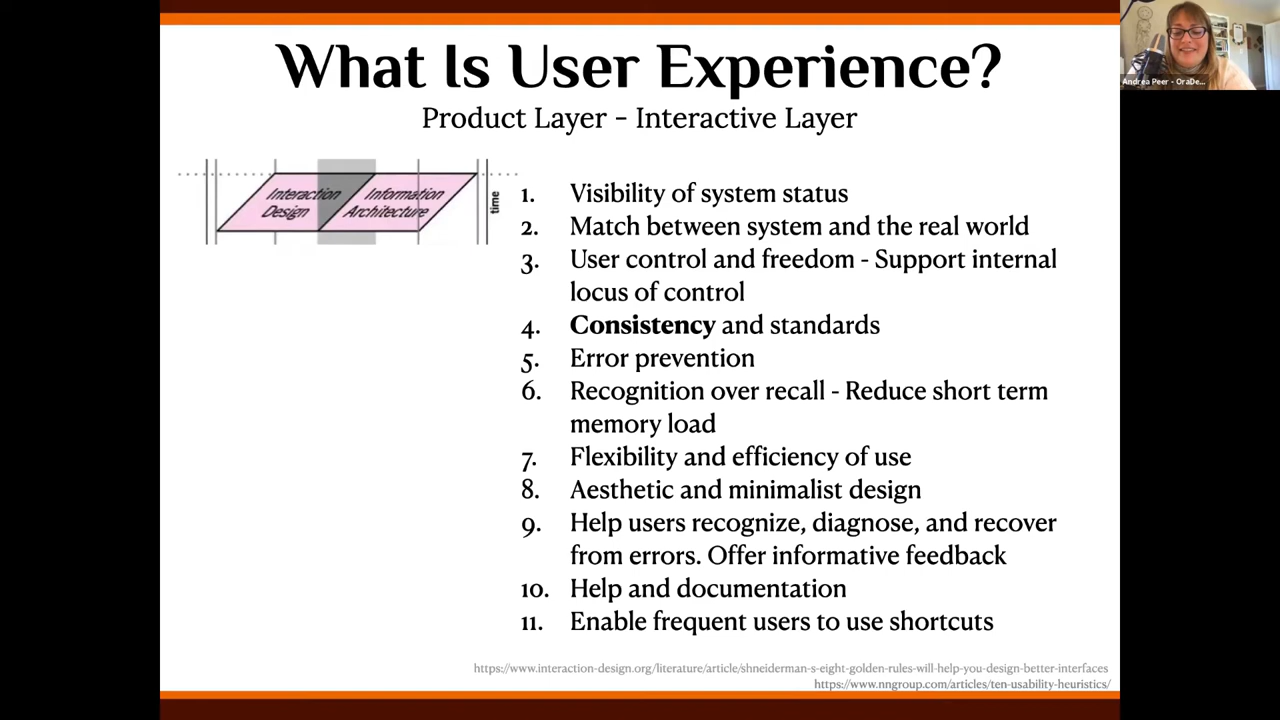 What Is User Experience?
Product Layer - Interactive Layer
Interaction
Design
Information
Architecture
time
1. Visibility of system status
2. Match between system and the real world
3. User control and freedom - Support internal
locus of control
4. Consistency and standards
5. Error prevention
6. Recognition over recall - Reduce short term
memory load
7. Flexibility and efficiency of use
8. Aesthetic and minimalist design
9. Help users recognize, diagnose, and recover
from errors. Offer informative feedback
10. Help and documentation
11. Enable frequent users to use shortcuts
https://www.interaction-design.org/literature/article/shneiderman-s-eight-golden-rules-will-help-you-design-better-interfaces
https://www.nngroup.com/articles/ten-usability-heuristics/
Andrea Peer - OraDe...